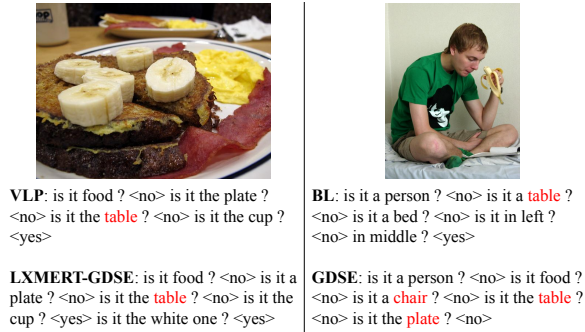 VLP: is it food ? <no> is it the plate ?
<no> is it the table ? <no> is it the cup ?
<yes>
LXMERT-GDSE: is it food ? <no> is it a
plate ? <no> is it the table ? <no> is it the
cup ? <yes> is it the white one ? <yes>
BL: is it a person ? <no> is it a table ?
<no> is it a bed ? <no> is it in left ?
<no> in middle ? <yes>
GDSE: is it a person ? <no> is it food ?
<no> is it a chair ? <no> is it the table ?
<no> is it the plate ? <no>